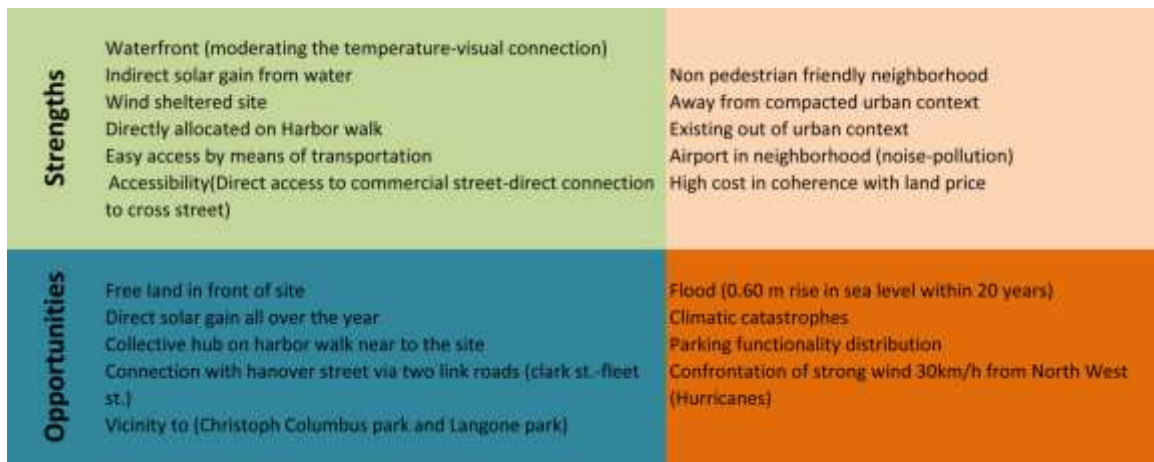 Strengths
Waterfront (moderating the temperature-visual connection)
Indirect solar gain from water
Wind sheltered site
Directly allocated on Harbor walk
Easy access by means of transportation
Accessibility(Direct access to commercial street-direct connection
to cross street)
Non pedestrian friendly neighborhood
Away from compacted urban context
Existing out of urban context
Airport in neighborhood (noise-pollution)
High cost in coherence with land price
Opportunities
Free land in front of site
Direct solar gain all over the year
Collective hub on harbor walk near to the site
Connection with hanover street via two link roads (clark st.-fleet
st.)
Vicinity to (Christoph Columbus park and Langone park)
Flood (0.60 m rise in sea level within 20 years)
Climatic catastrophes
Parking functionality distribution
Confrontation of strong wind 30km/h from North West
(Hurricanes)